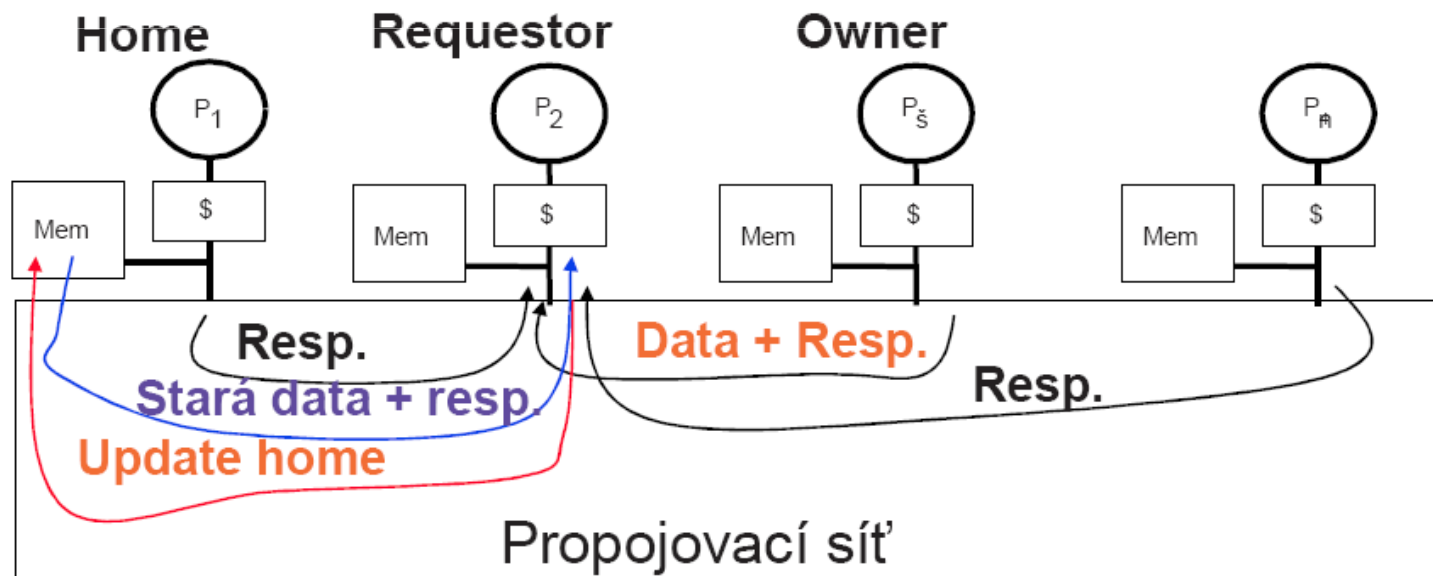 Home Requestor Owner
P1 P2 Pš
Mem $ Mem $ Mem $ Mem $
Resp. Data + Resp.
Stará data + resp. Resp.
Update home
Propojovací síť